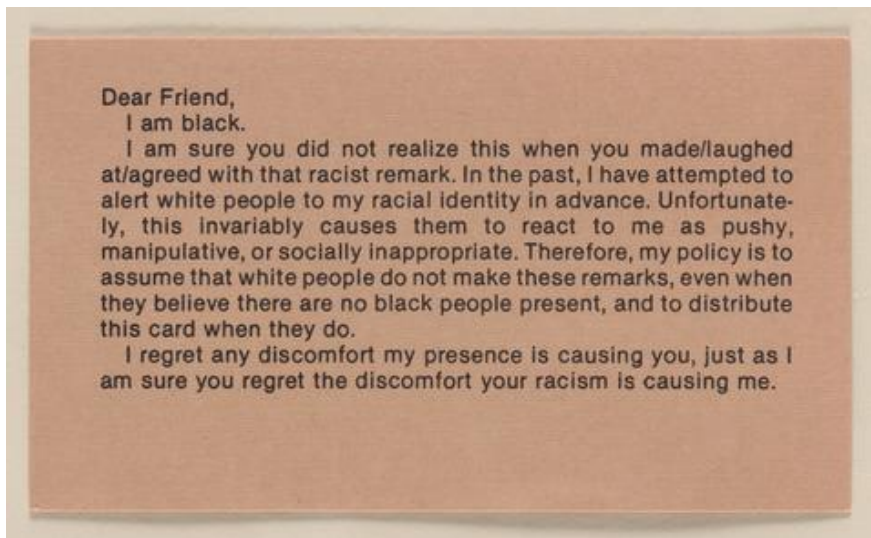 Dear Friend,
I am black.
I am sure you did not realize this when you made/laughed
at/agreed with that racist remark. In the past, I have attempted to
alert white people to my racial identity in advance. Unfortunate-
ly, this invariably causes them to react to me as pushy,
manipulative, or socially inappropriate. Therefore, my policy is to
assume that white people do not make these remarks, even when
they believe there are no black people present, and to distribute
this card when they do.
I regret any discomfort my presence is causing you, just as I
am sure you regret the discomfort your racism is causing me.